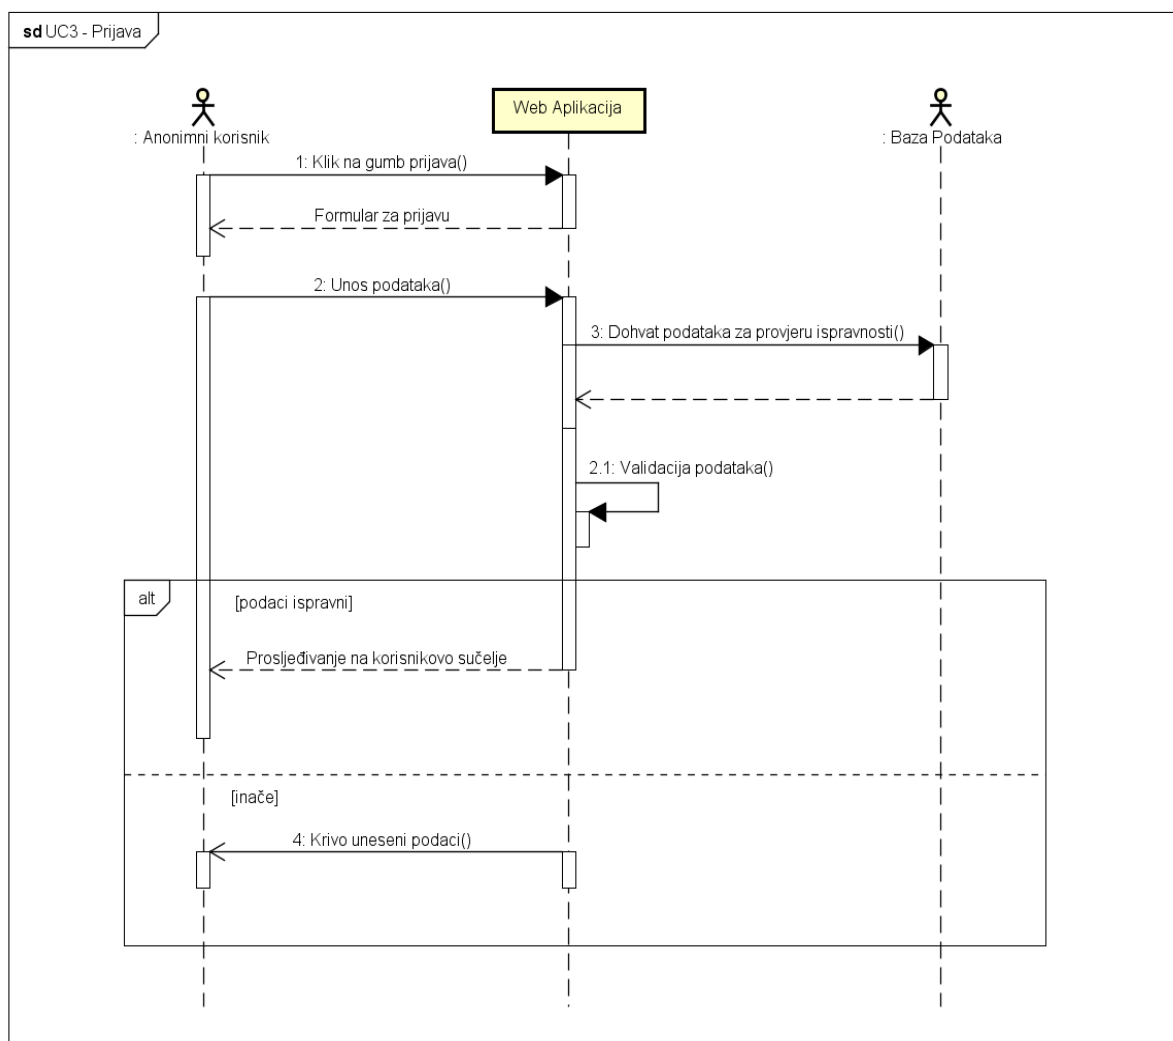 sd UC3 - Prijava
Web Aplikacija
: Anonimni korisnik
: Baza Podataka
1: Klik na gumb prijava()
Formular za prijavu
2: Unos podataka()
3: Dohvat podataka za provjeru ispravnosti()
2.1: Validacija podataka()
alt
[podaci ispravni]
Prosljeđivanje na korisnikovo sučelje
[inače]
4: Krivo uneseni podaci()